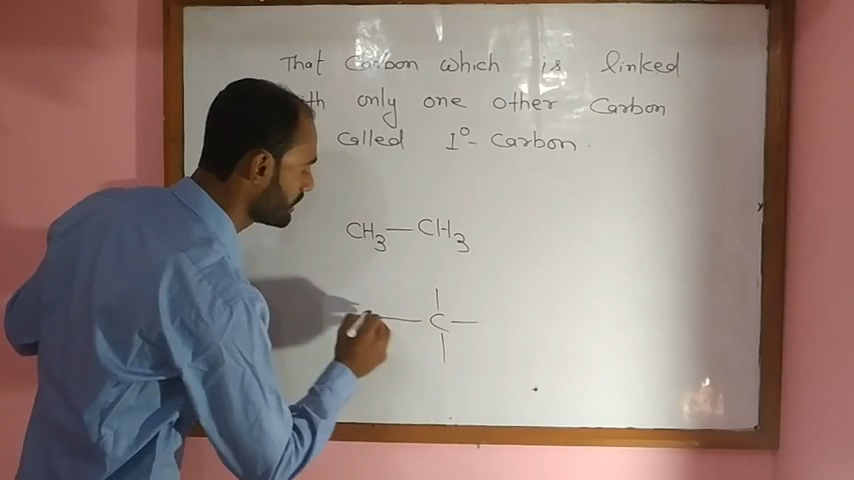 That Carbon which is linked
only one other Carbon
called 1°- Carbon.
CH3—CH3
C